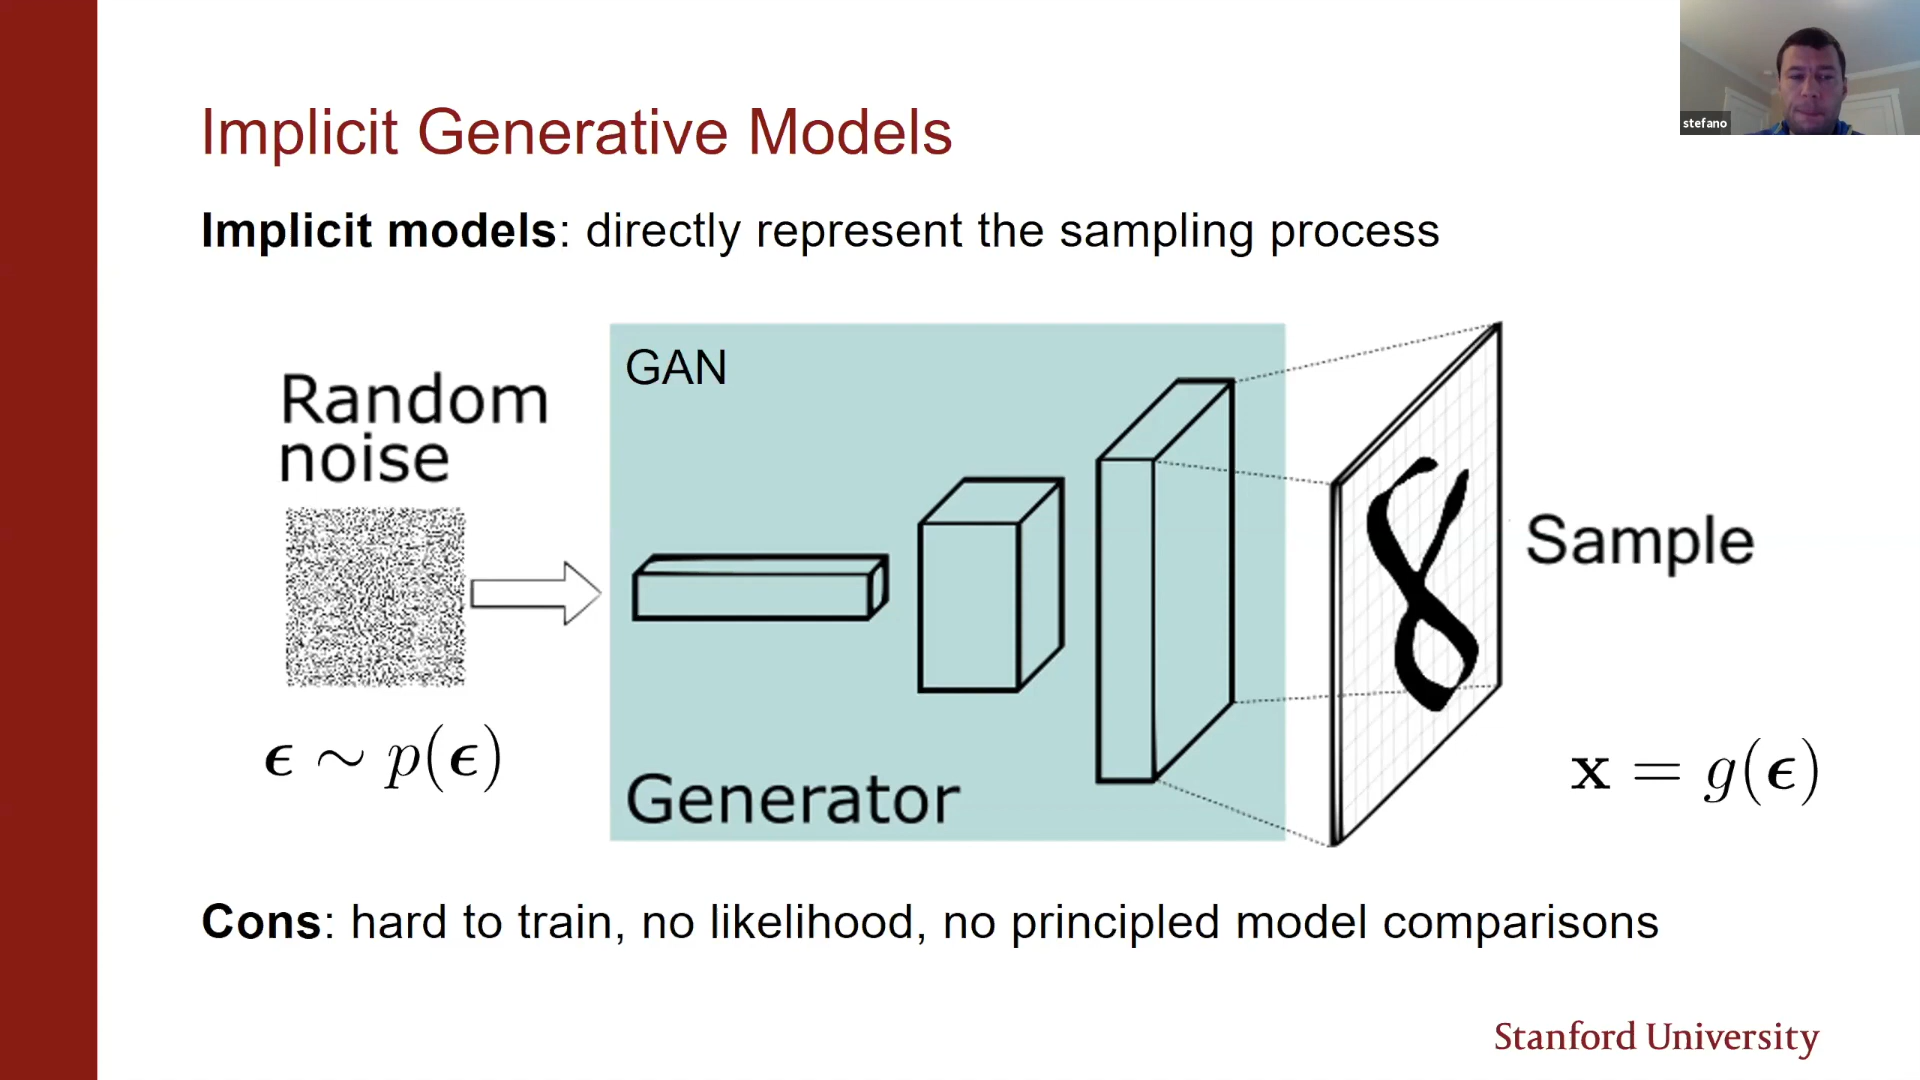 stefano
Implicit Generative Models
Implicit models: directly represent the sampling process
GAN
Random
noise
8
Sample
Generator
ϵ ∼ p(ϵ)
x = g(ϵ)
Cons: hard to train, no likelihood, no principled model comparisons
Stanford University